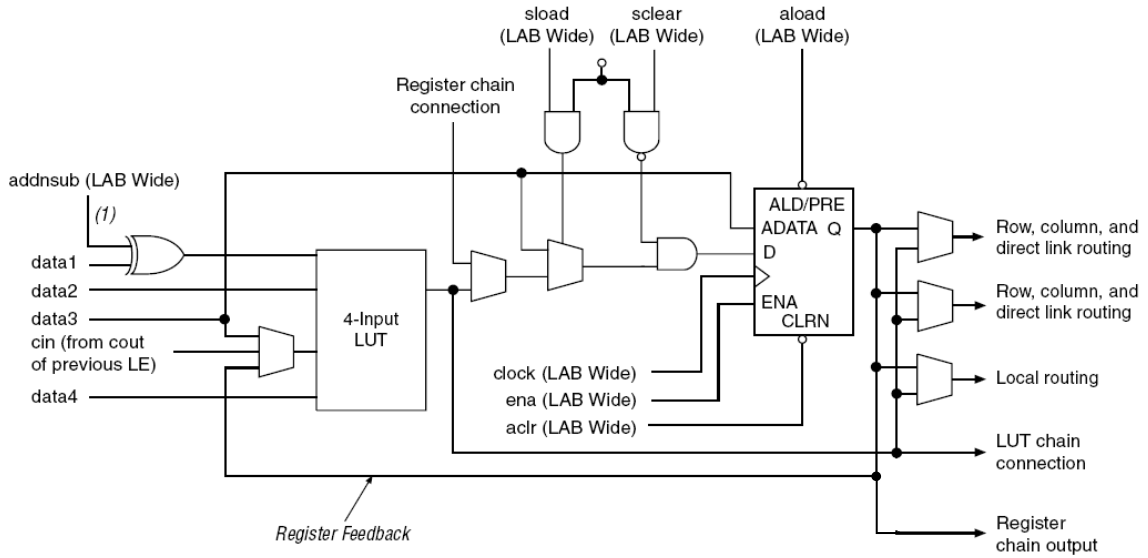 sload
(LAB Wide)
sclear
(LAB Wide)
aload
(LAB Wide)
Register chain
connection
addnsub (LAB Wide)
(1)
data1
data2
data3
cin (from cout
of previous LE)
data4
4-Input
LUT
ALD/PRE
ADATA Q
D
ENA
CLRN
clock (LAB Wide)
ena (LAB Wide)
aclr (LAB Wide)
Row, column, and
direct link routing
Row, column, and
direct link routing
Local routing
LUT chain
connection
Register
chain output
Register Feedback